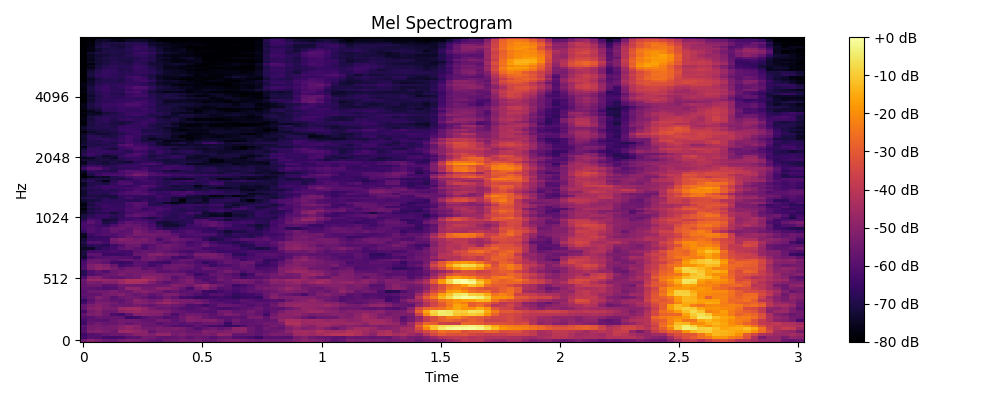 Mel Spectrogram
+0 dB
-10 dB
-20 dB
-30 dB
-40 dB
-50 dB
-60 dB
-70 dB
-80 dB
Hz
4096
2048
1024
512
0
0
0.5
1
1.5
2
2.5
3
Time